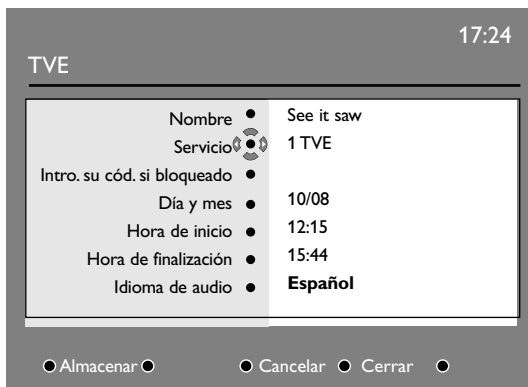 17:24
TVE
Nombre See it saw
Servicio 1 TVE
Intro. su cód. si bloqueado
Día y mes 10/08
Hora de inicio 12:15
Hora de finalización 15:44
Idioma de audio Español
Almacenar Cancelar Cerrar